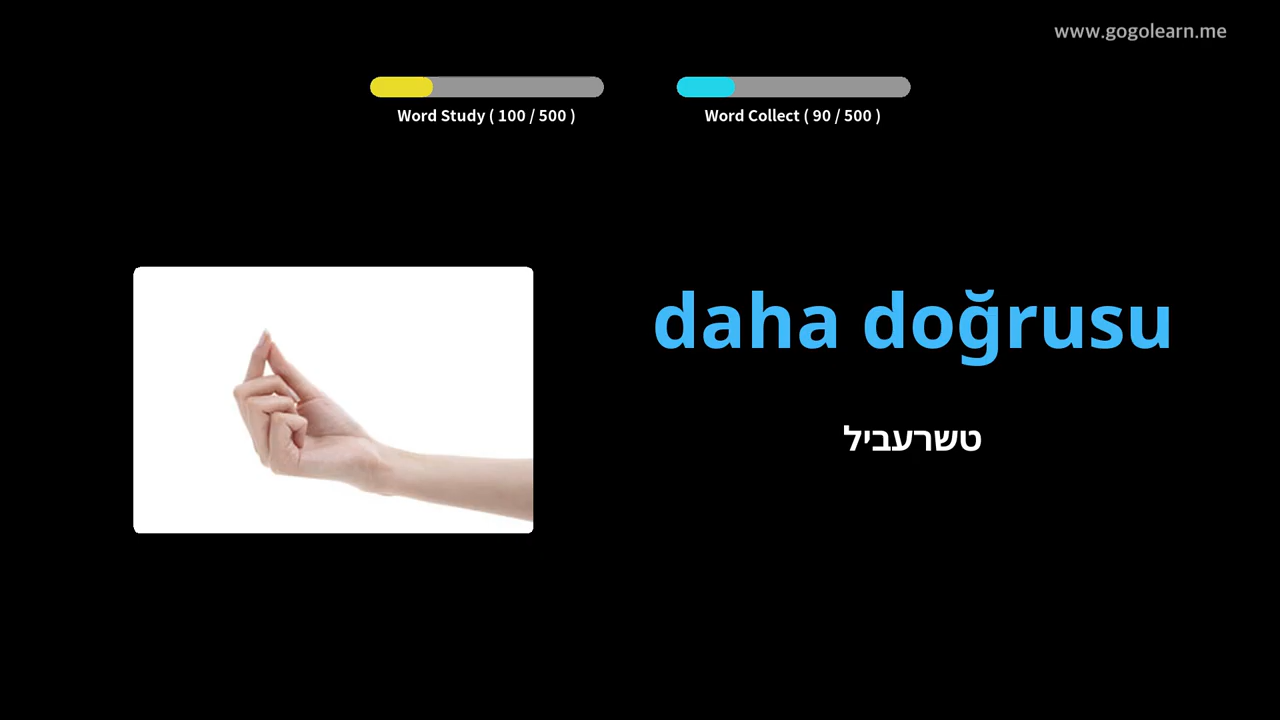 www.gogolearn.me
Word Study ( 100 / 500 )
Word Collect ( 90 / 500 )
daha doğrusu
טשרעביל